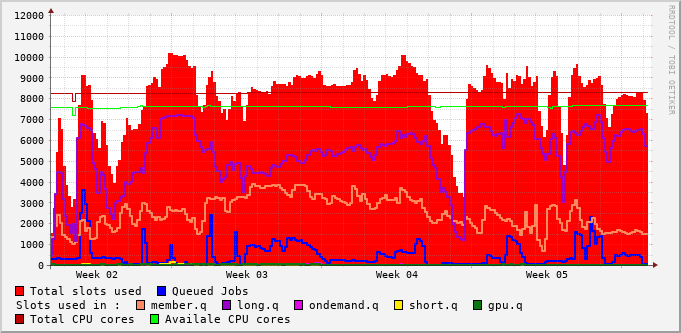 12000
11000
10000
9000
8000
7000
6000
5000
4000
3000
2000
1000
0
Week 02 Week 03 Week 04 Week 05
RRDTOOL / TOBI OETIKER
Total slots used Queued Jobs
Slots used in : member.q long.q ondemand.q short.q gpu.q
Total CPU cores Availale CPU cores